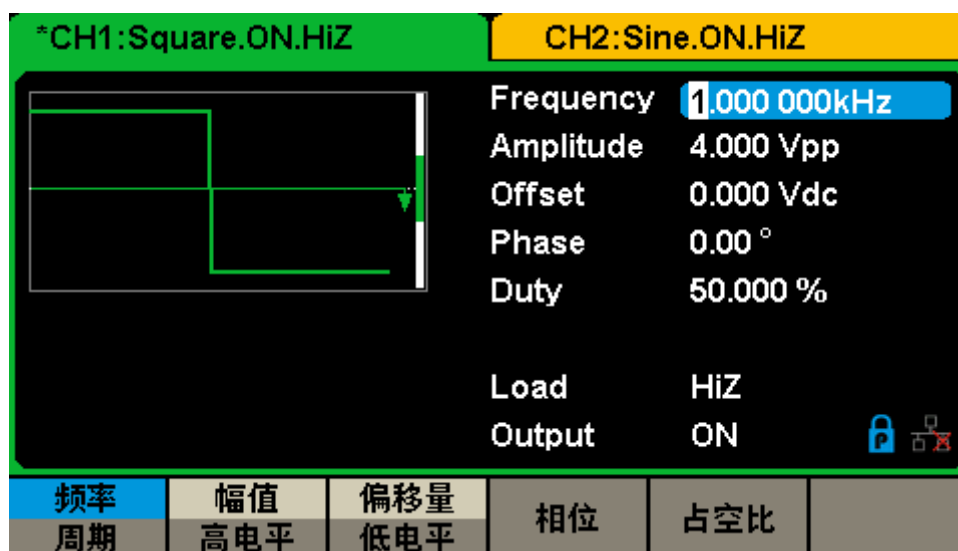 *CH1:Square.ON.HiZ CH2:Sine.ON.HiZ
Frequency 1.000 000kHz
Amplitude 4.000 Vpp
Offset 0.000 Vdc
Phase 0.00 °
Duty 50.000 %
Load HiZ
Output ON
P
频率 幅值 偏移量 相位 占空比
周期 高电平 低电平